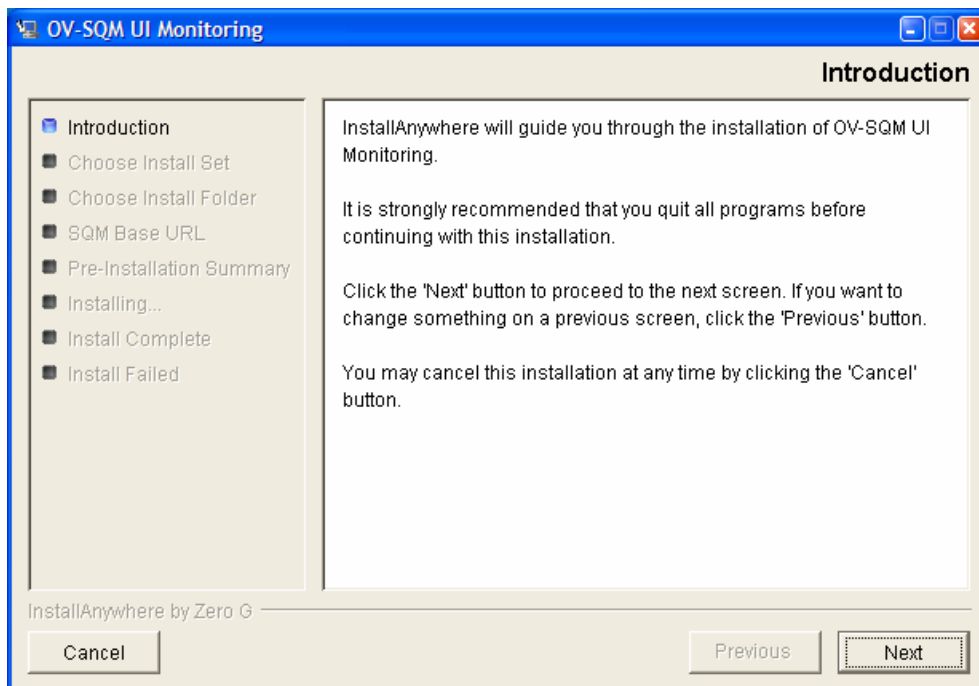 OV-SQM UI Monitoring
Introduction
Introduction
Choose Install Set
Choose Install Folder
SQM Base URL
Pre-Installation Summary
Installing...
Install Complete
Install Failed
InstallAnywhere will guide you through the installation of OV-SQM UI
Monitoring.
It is strongly recommended that you quit all programs before
continuing with this installation.
Click the 'Next' button to proceed to the next screen. If you want to
change something on a previous screen, click the 'Previous' button.
You may cancel this installation at any time by clicking the 'Cancel'
button.
InstallAnywhere by Zero G
Cancel
Previous
Next